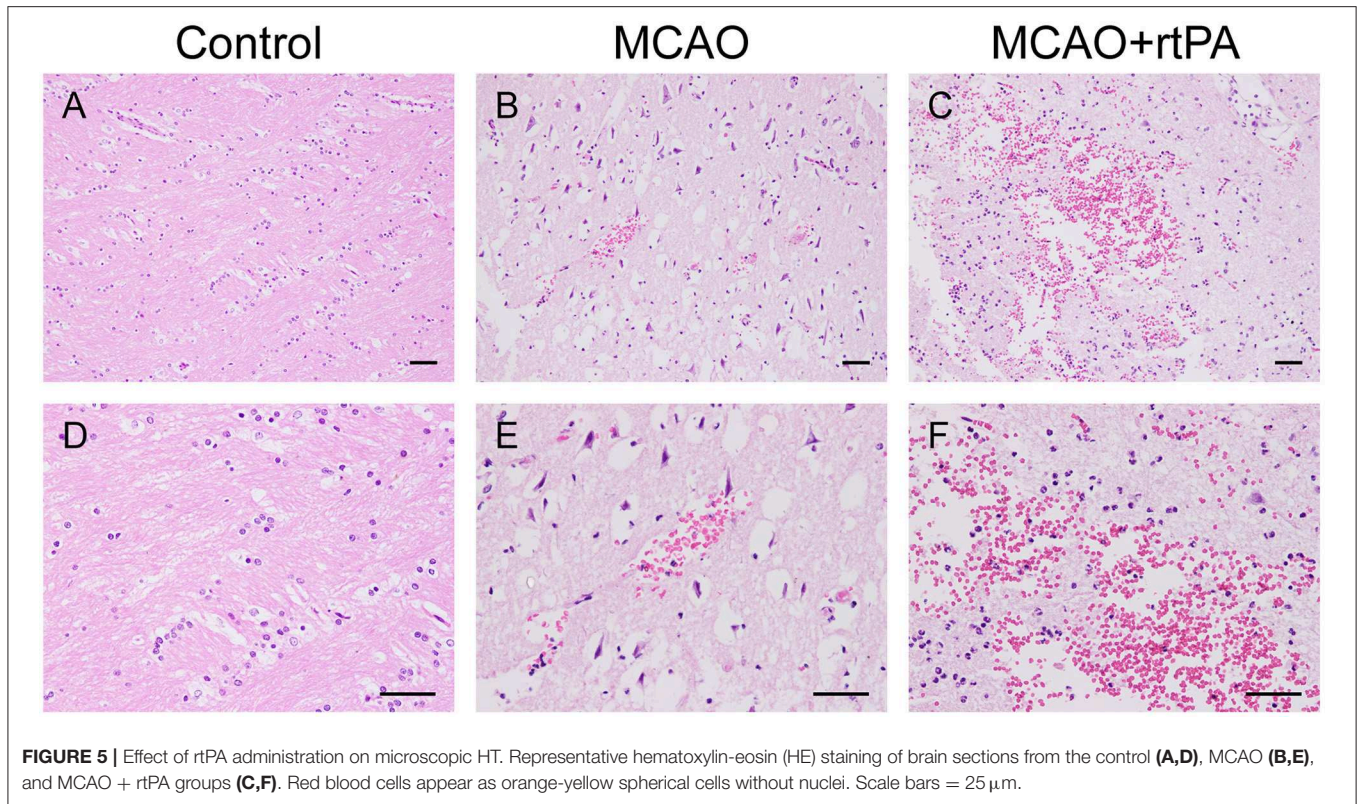 Control MCAO MCAO+rtPA
A B C
D E F
FIGURE 5 | Effect of rtPA administration on microscopic HT. Representative hematoxylin-eosin (HE) staining of brain sections from the control (A,D), MCAO (B,E),
and MCAO + rtPA groups (C,F). Red blood cells appear as orange-yellow spherical cells without nuclei. Scale bars = 25 μm.